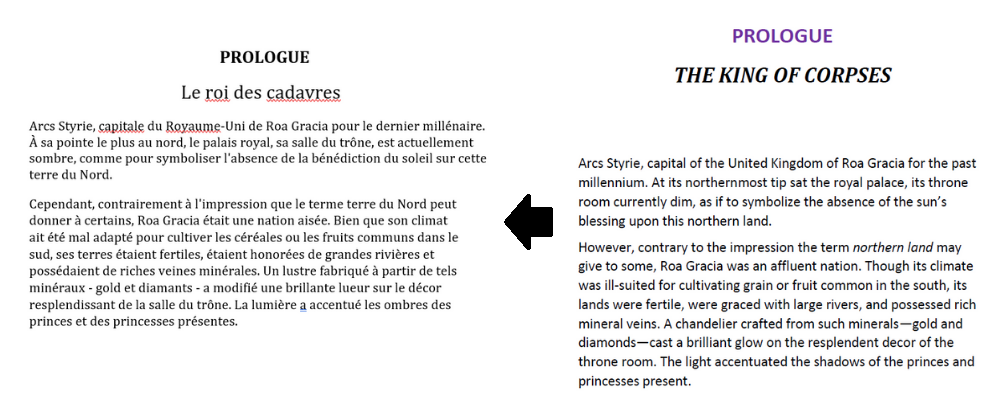 PROLOGUE
Le roi des cadavres
Arcs Styrie, capitale du Royaume-Uni de Roa Gracia pour le dernier millénaire.
À sa pointe le plus au nord, le palais royal, sa salle du trône, est actuellement
sombre, comme pour symboliser l'absence de la bénédiction du soleil sur cette
terre du Nord.
Cependant, contrairement à l'impression que le terme terre du Nord peut
donner à certains, Roa Gracia était une nation aisée. Bien que son climat
ait été mal adapté pour cultiver les céréales ou les fruits communs dans le
sud, ses terres étaient fertiles, étaient honorées de grandes rivières et
possédaient de riches veines minérales. Un lustre fabriqué à partir de tels
minéraux - gold et diamants - a modifié une brillante lueur sur le décor
resplendissant de la salle du trône. La lumière a accentué les ombres des
princes et des princesses présentes.
PROLOGUE
THE KING OF CORPSES
Arcs Styrie, capital of the United Kingdom of Roa Gracia for the past
millennium. At its northernmost tip sat the royal palace, its throne
room currently dim, as if to symbolize the absence of the sun’s
blessing upon this northern land.
However, contrary to the impression the term northern land may
give to some, Roa Gracia was an affluent nation. Though its climate
was ill-suited for cultivating grain or fruit common in the south, its
lands were fertile, were graced with large rivers, and possessed rich
mineral veins. A chandelier crafted from such minerals—gold and
diamonds—cast a brilliant glow on the resplendent decor of the
throne room. The light accentuated the shadows of the princes and
princesses present.